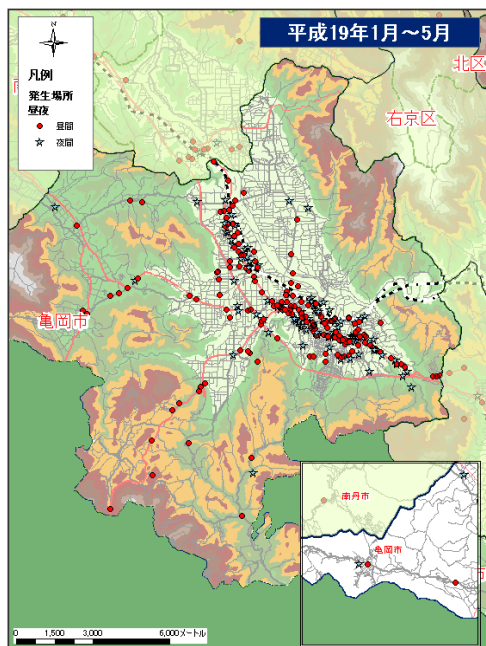 平成19年1月～5月
N
凡例
発生場所
昼夜
昼間
夜間
北区
右京区
亀岡市
南丹市
亀岡市
市
0 1,500 3,000 6,000メートル